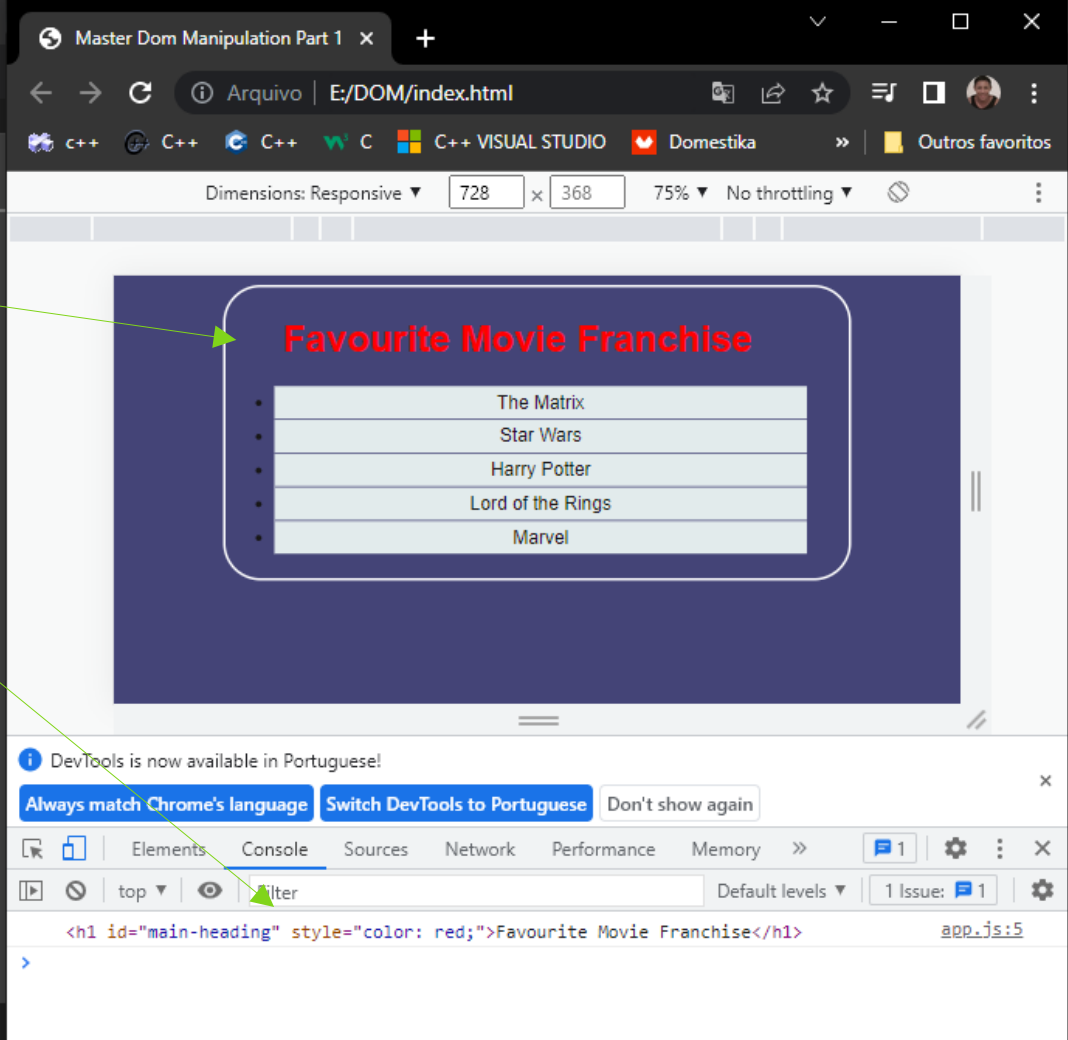 Master Dom Manipulation Part 1
Arquivo E:/DOM/index.html
c++ C++ C++ C C++ VISUAL STUDIO Domestika » Outros favoritos
Dimensions: Responsive ▼ 728 × 368 75% ▼ No throttling ▼
Favourite Movie Franchise
• The Matrix
• Star Wars
• Harry Potter
• Lord of the Rings
• Marvel
DevTools is now available in Portuguese!
Always match Chrome's language Switch DevTools to Portuguese Don't show again
Elements Console Sources Network Performance Memory » 1
top ▼ Filter Default levels ▼ 1 Issue: 1
<h1 id="main-heading" style="color: red;">Favourite Movie Franchise</h1> app.js:5